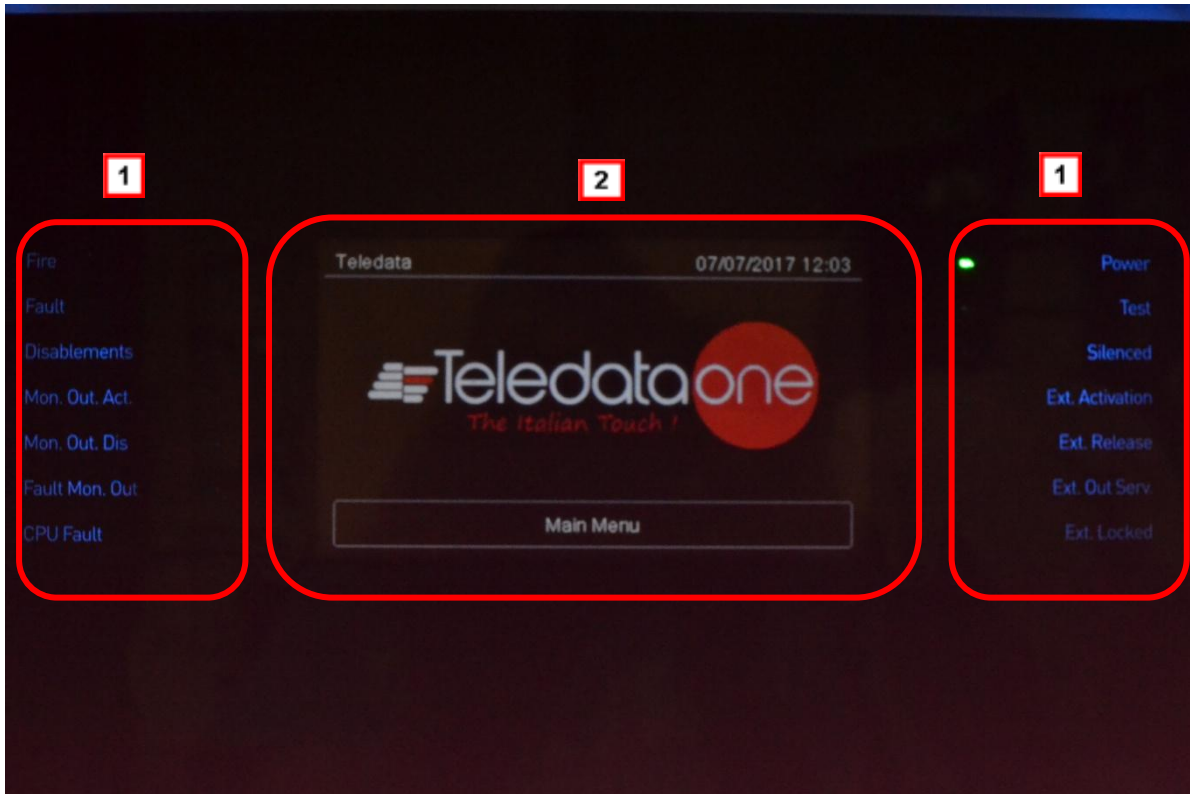 1
2
1
Fire
Fault
Disablements
Mon. Out. Act.
Mon. Out. Dis
Fault Mon. Out
CPU Fault
Teledata 07/07/2017 12:03
Teledata one
The Italian Touch !
Main Menu
Power
Test
Silenced
Ext. Activation
Ext. Release
Ext. Out Serv.
Ext. Locked